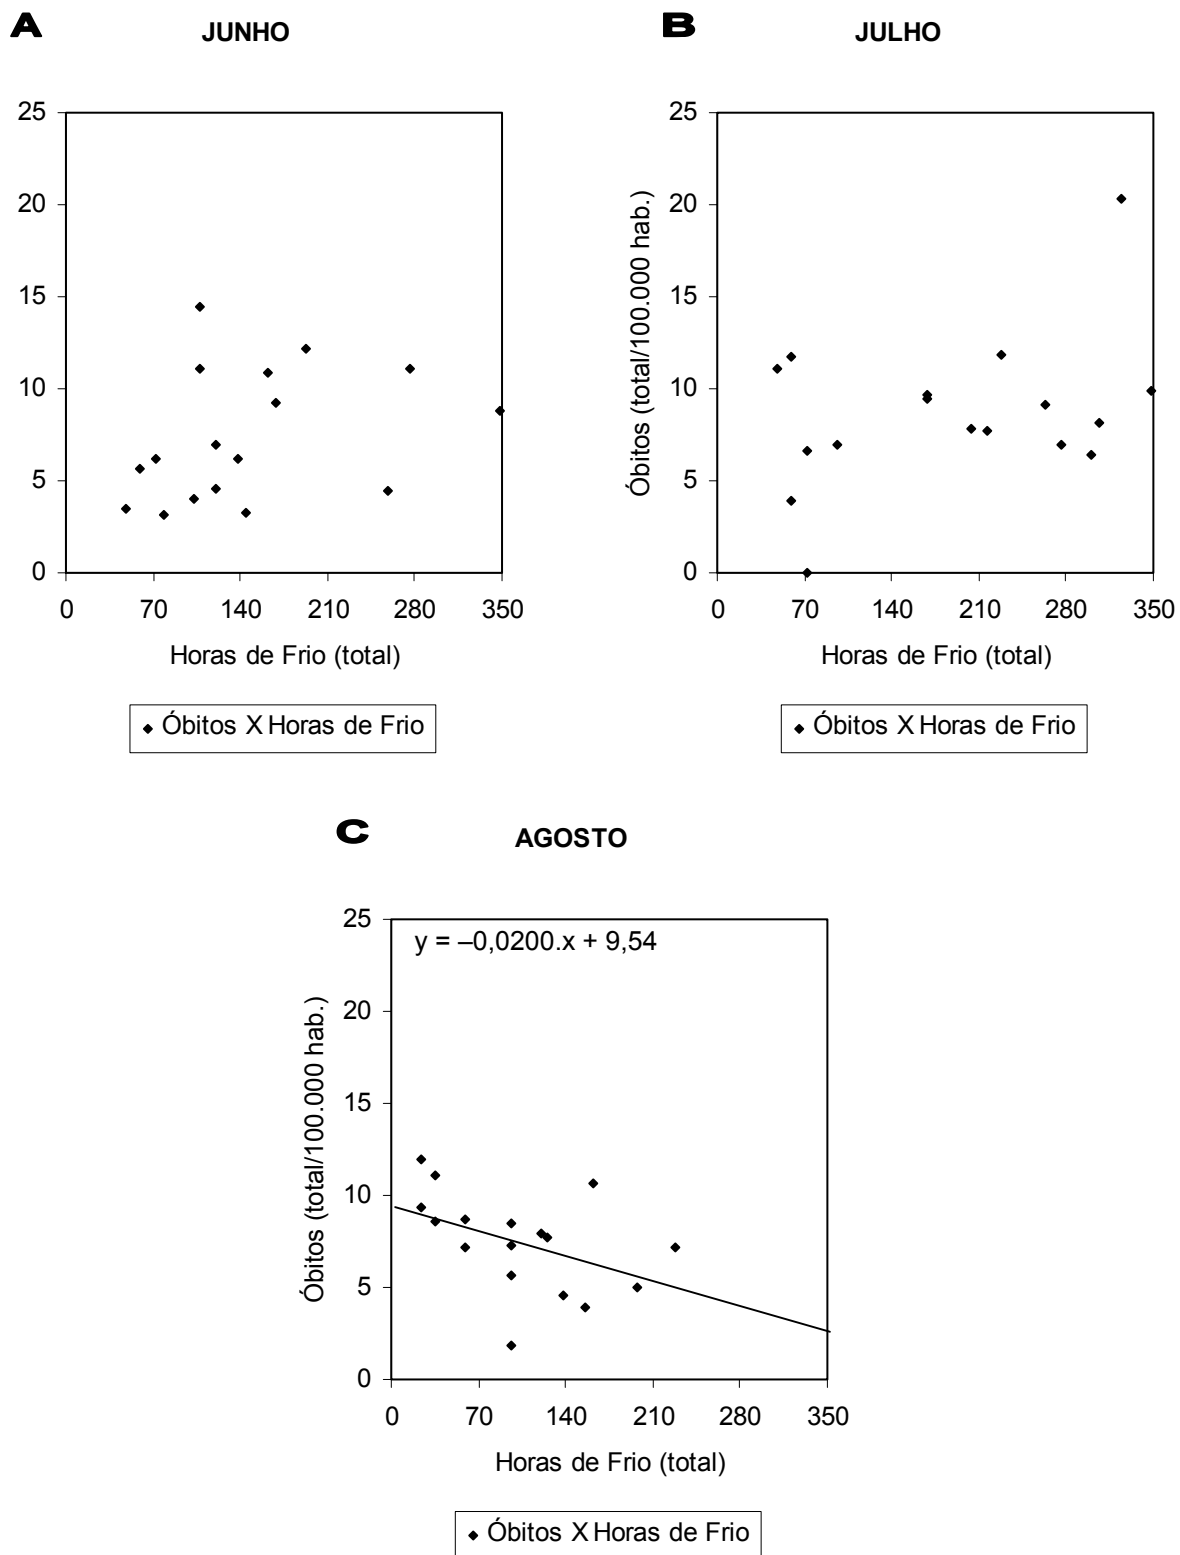 A
JUNHO
25
20
15
10
5
0
0 70 140 210 280 350
Horas de Frio (total)
Óbitos X Horas de Frio
B
JULHO
Óbitos (total/100.000 hab.)
25
20
15
10
5
0
0 70 140 210 280 350
Horas de Frio (total)
Óbitos X Horas de Frio
C
AGOSTO
Óbitos (total/100.000 hab.)
25
20
15
10
5
0
y = –0,0200.x + 9,54
0 70 140 210 280 350
Horas de Frio (total)
Óbitos X Horas de Frio